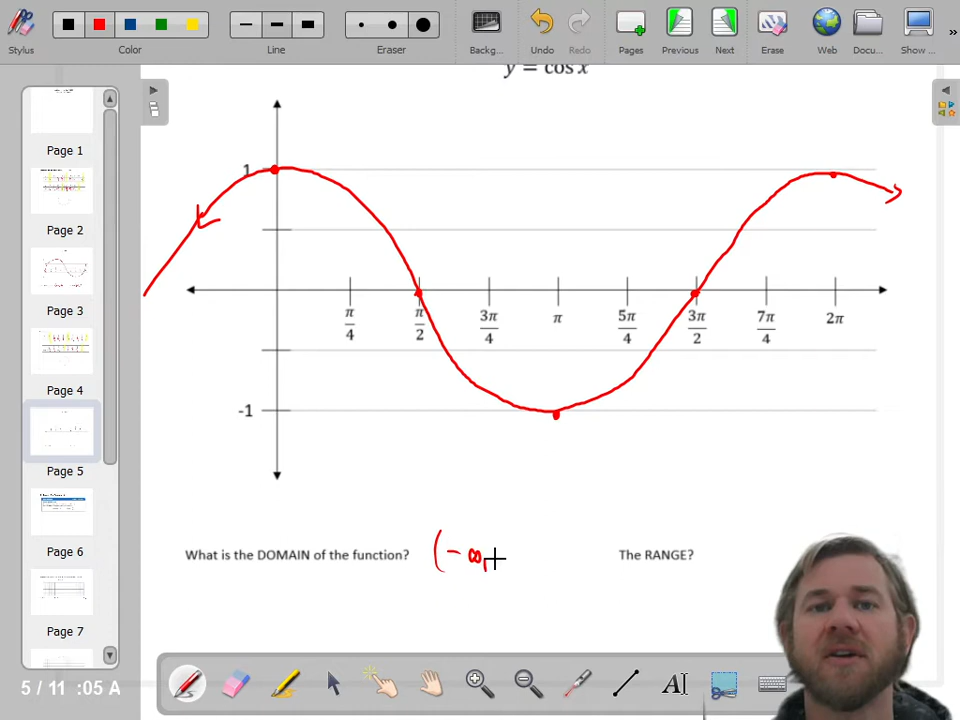 Stylus
Color
Line
Eraser
Backg...
Undo
Redo
Pages
Previous
Next
Erase
Web
Docu...
Show ...
»
y = cos x
Page 1
Page 2
Page 3
Page 4
Page 5
Page 6
Page 7
1
π/4
π/2
3π/4
π
5π/4
3π/2
7π/4
2π
-1
What is the DOMAIN of the function? (-∞,
The RANGE?
5 / 11 :05 A
A